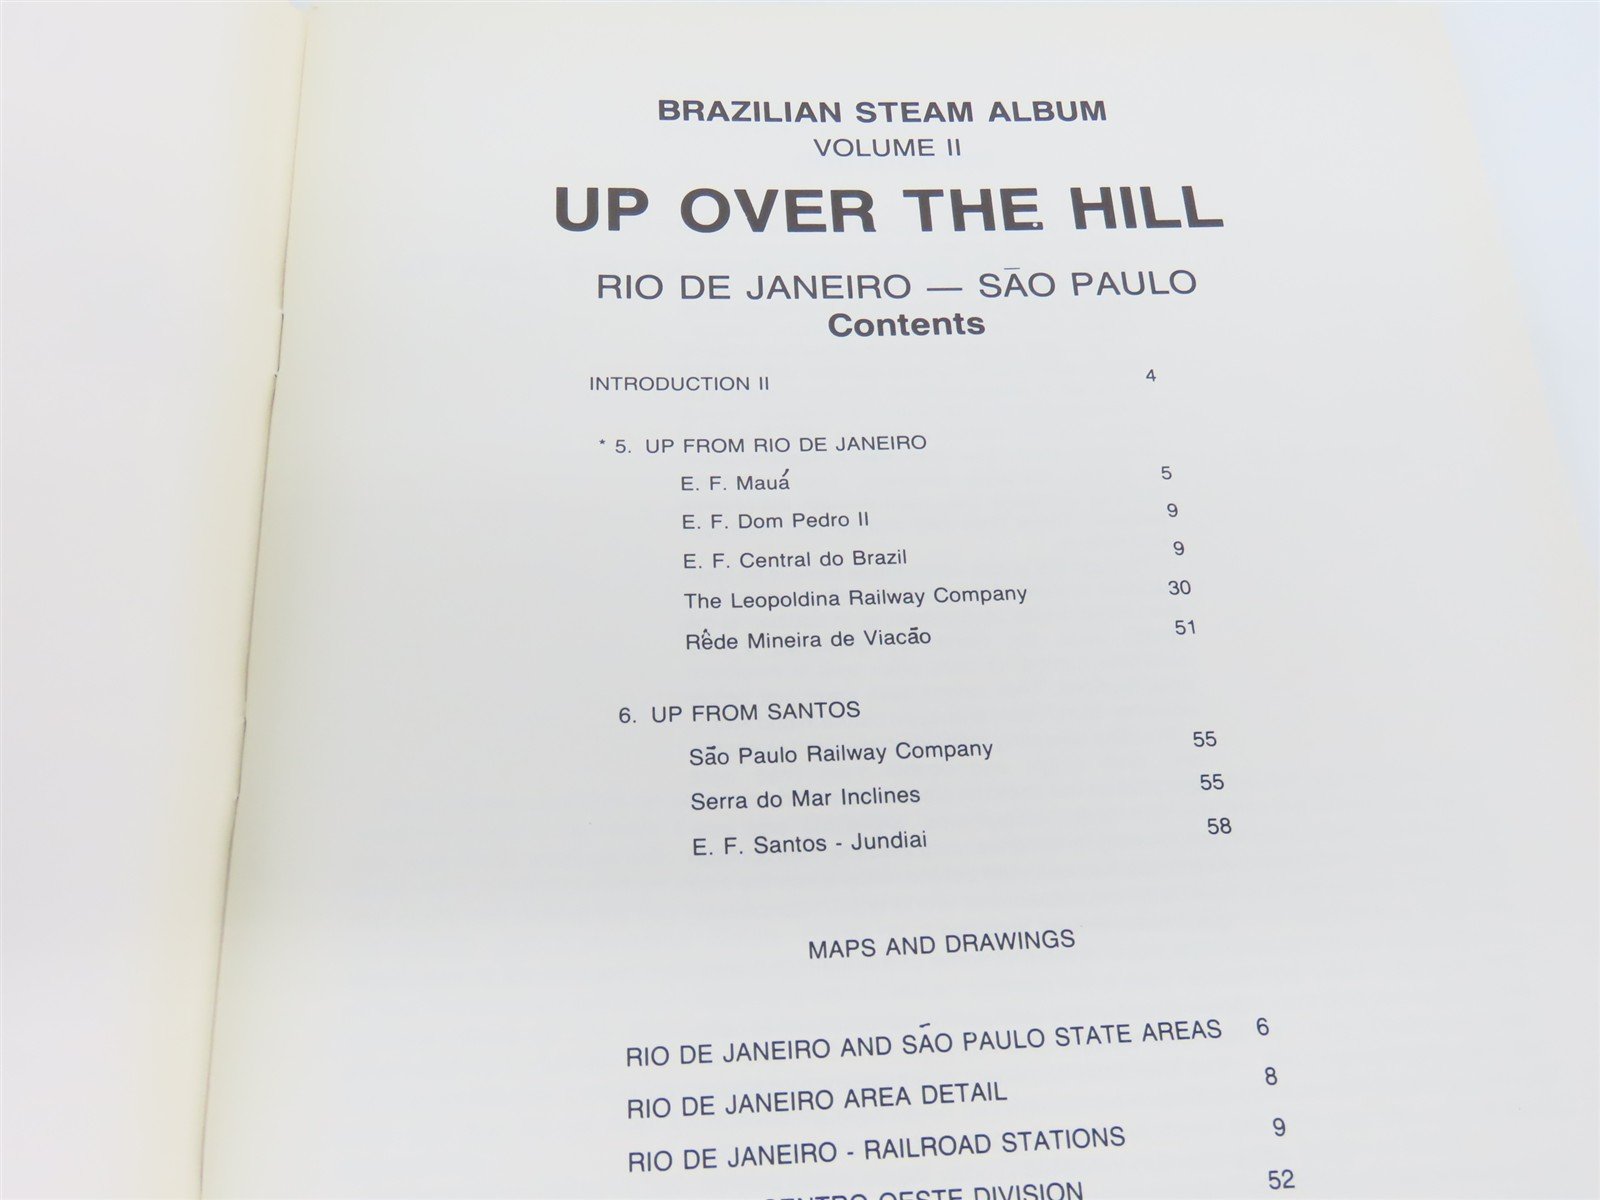 BRAZILIAN STEAM ALBUM
VOLUME II
UP OVER THE HILL
RIO DE JANEIRO — SÃO PAULO
Contents
INTRODUCTION II 4
* 5. UP FROM RIO DE JANEIRO
E. F. Mauá 5
E. F. Dom Pedro II 9
E. F. Central do Brazil 9
The Leopoldina Railway Company 30
Rêde Mineira de Viacão 51
6. UP FROM SANTOS
São Paulo Railway Company 55
Serra do Mar Inclines 55
E. F. Santos - Jundiai 58
MAPS AND DRAWINGS
RIO DE JANEIRO AND SÃO PAULO STATE AREAS 6
RIO DE JANEIRO AREA DETAIL 8
RIO DE JANEIRO - RAILROAD STATIONS 9
CENTRO OESTE DIVISION 52